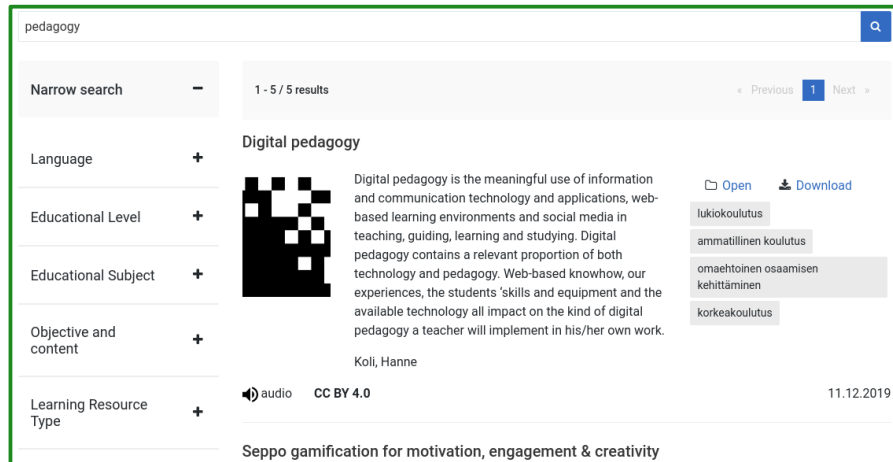 pedagogy
Narrow search
1 - 5 / 5 results
« Previous 1 Next »
Language
Educational Level
Educational Subject
Objective and
content
Learning Resource
Type
Digital pedagogy
Digital pedagogy is the meaningful use of information
and communication technology and applications, web-
based learning environments and social media in
teaching, guiding, learning and studying. Digital
pedagogy contains a relevant proportion of both
technology and pedagogy. Web-based knowhow, our
experiences, the students ‘skills and equipment and the
available technology all impact on the kind of digital
pedagogy a teacher will implement in his/her own work.
Koli, Hanne
Open Download
lukiokoulutus
ammatillinen koulutus
omaehtoinen osaamisen
kehittäminen
korkeakoulutus
audio CC BY 4.0 11.12.2019
Seppo gamification for motivation, engagement & creativity